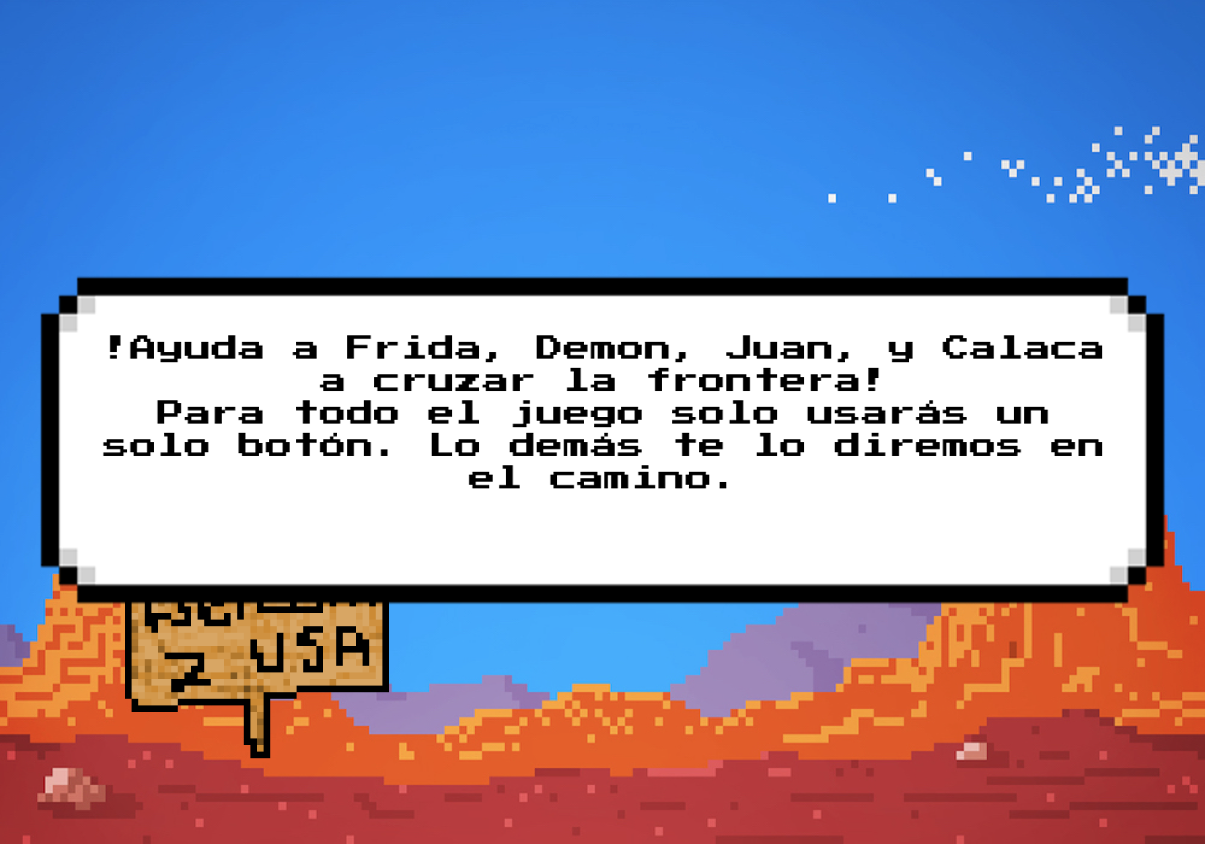 !Ayuda a Frida, Demon, Juan, y Calaca
a cruzar la frontera!
Para todo el juego solo usarás un
solo botón. Lo demás te lo diremos en
el camino.
2 USA